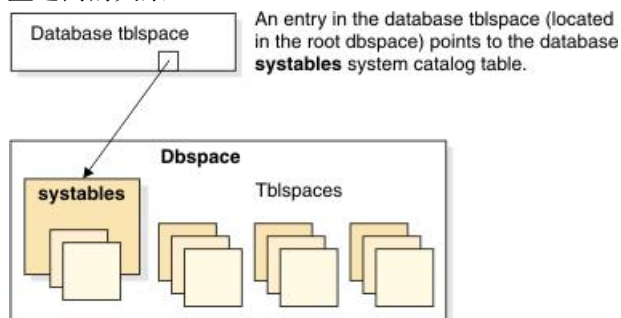 Database tblspace
An entry in the database tblspace (located
in the root dbspace) points to the database
systables system catalog table.
Dbspace
systables
Tblspaces